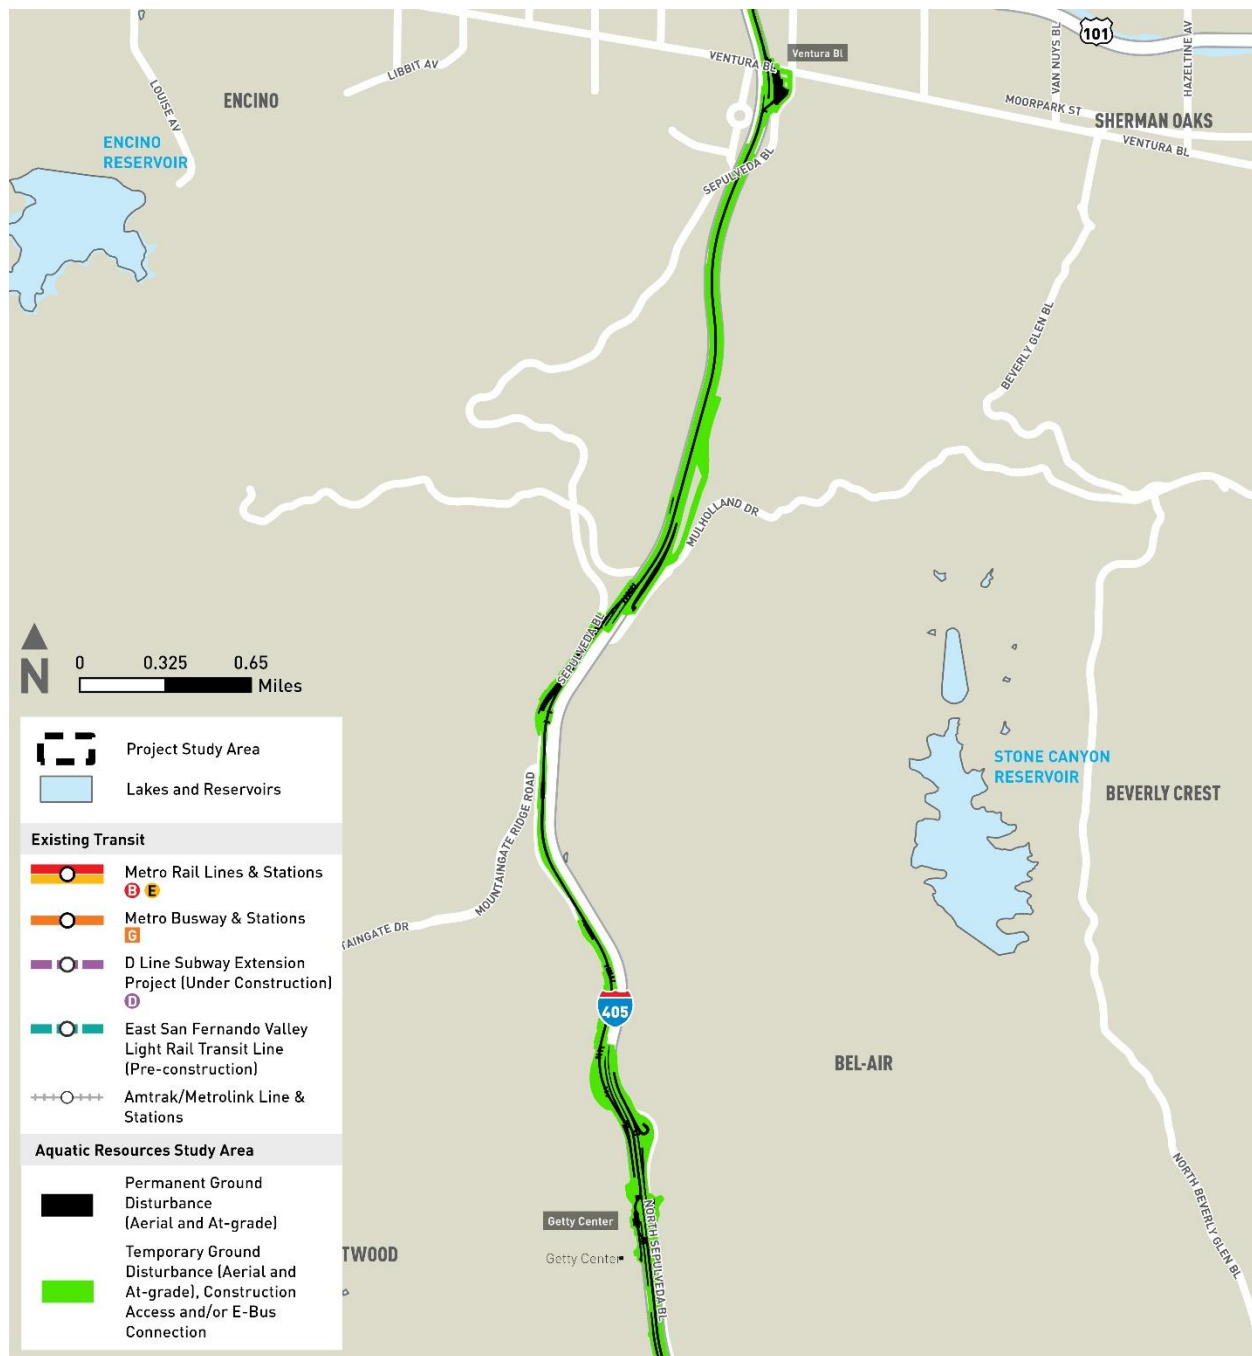 101
VAN NUYS BL
HAZELTINE AV
VENTURA BL
Ventura Bl
LIBBIT AV
LOUISE AV
ENCINO
MOORPARK ST
SHERMAN OAKS
VENTURA BL
ENCINO
RESERVOIR
SEPULVEDA BL
BEVERLY GLEN BL
MULHOLLAND DR
SEPULVEDA BL
N
0 0.325 0.65
Miles
STONE CANYON
RESERVOIR
BEVERLY CREST
MOUNTAINGATE RIDGE ROAD
TAINGATE DR
405
BEL-AIR
NORTH BEVERLY GLEN BL
Getty Center
Getty Center
NORTH SEPULVEDA BL
TWOOD
Project Study Area
Lakes and Reservoirs
Existing Transit
Metro Rail Lines & Stations
B E
Metro Busway & Stations
G
D Line Subway Extension
Project (Under Construction)
D
East San Fernando Valley
Light Rail Transit Line
(Pre-construction)
Amtrak/Metrolink Line &
Stations
Aquatic Resources Study Area
Permanent Ground
Disturbance
(Aerial and At-grade)
Temporary Ground
Disturbance (Aerial and
At-grade), Construction
Access and/or E-Bus
Connection